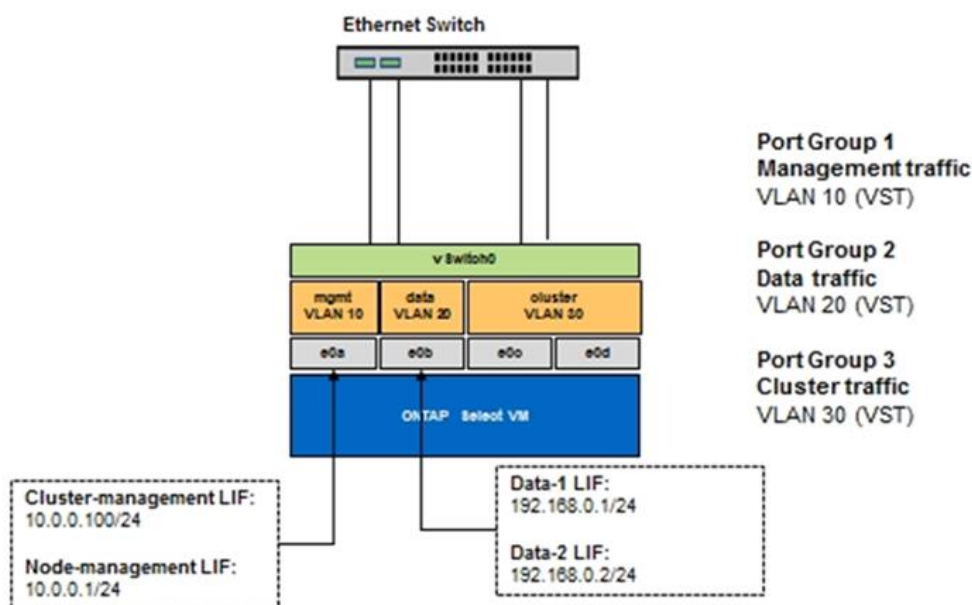 Ethernet Switch
Port Group 1
Management traffic
VLAN 10 (VST)
Port Group 2
Data traffic
VLAN 20 (VST)
Port Group 3
Cluster traffic
VLAN 30 (VST)
v Switch0
mgmt
VLAN 10
data
VLAN 20
cluster
VLAN 30
e0a
e0b
e0c
e0d
ONTAP Select VM
Cluster-management LIF:
10.0.0.100/24
Node-management LIF:
10.0.0.1/24
Data-1 LIF:
192.168.0.1/24
Data-2 LIF:
192.168.0.2/24